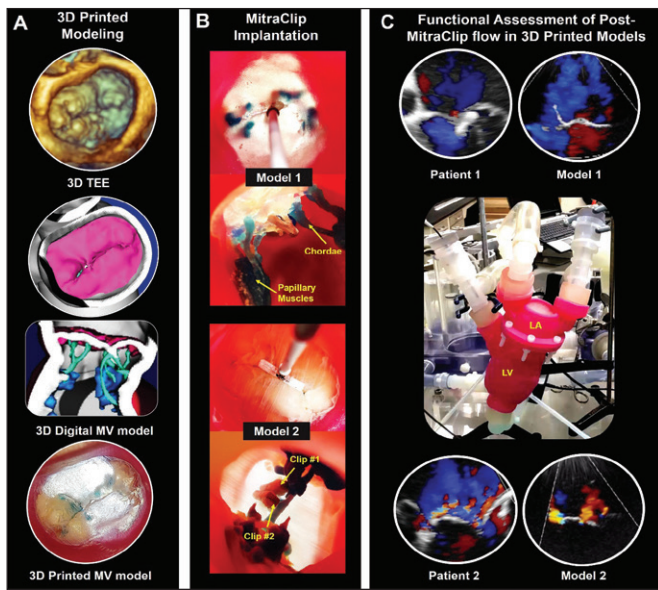 A
3D Printed
Modeling
3D TEE
3D Digital MV model
3D Printed MV model
B
MitraClip
Implantation
Model 1
Chordae
Papillary
Muscles
Model 2
Clip #1
Clip #2
C
Functional Assessment of Post-
MitraClip flow in 3D Printed Models
Patient 1
Model 1
LA
LV
Patient 2
Model 2